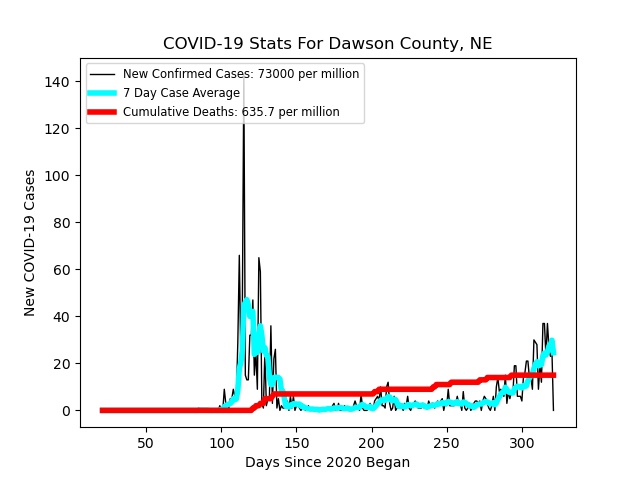 COVID-19 Stats For Dawson County, NE
New Confirmed Cases: 73000 per million
7 Day Case Average
Cumulative Deaths: 635.7 per million
140
120
100
80
60
40
20
0
New COVID-19 Cases
50 100 150 200 250 300
Days Since 2020 Began